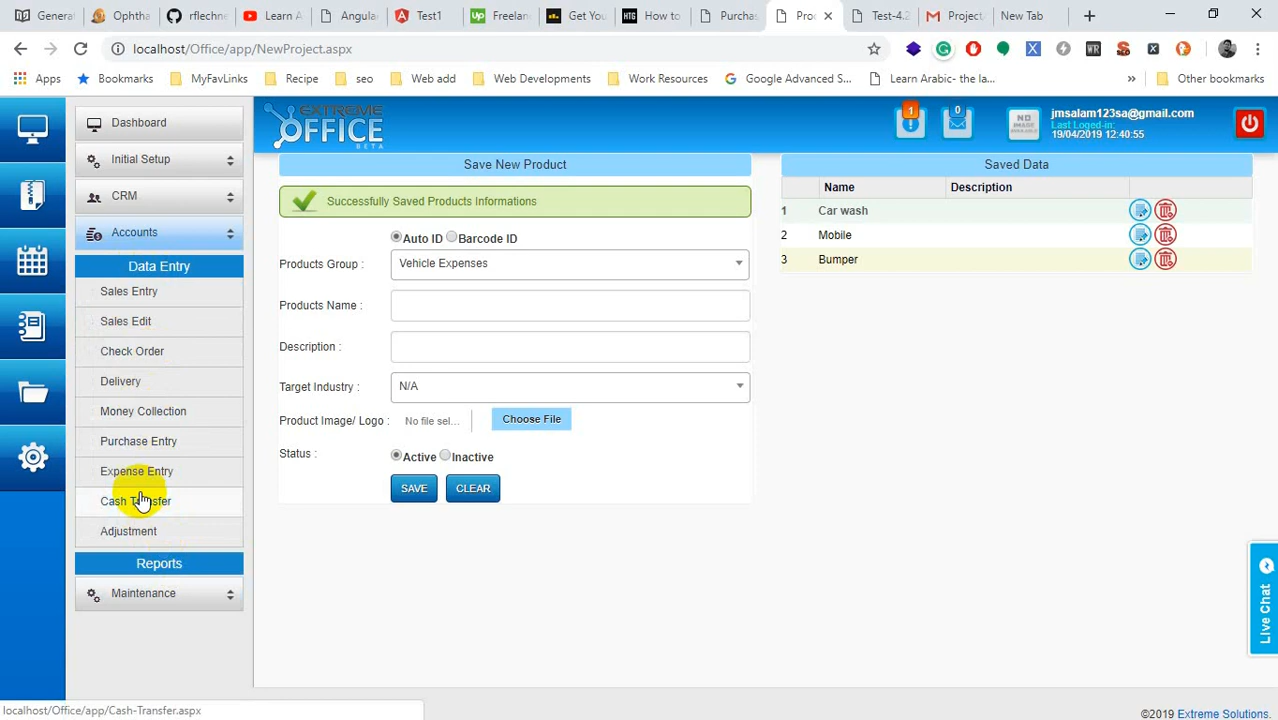 Genera
Ophtha
rflechne
Learn A
Angula
Test1
Freelan
Get You
How to
Purchas
Proc
Test-4.2
Project
New Tab
localhost/Office/app/NewProject.aspx
Apps
Bookmarks
MyFavLinks
Recipe
seo
Web add
Web Developments
Work Resources
Google Advanced S...
Learn Arabic- the la...
Other bookmarks
Dashboard
Initial Setup
CRM
Accounts
Data Entry
Sales Entry
Sales Edit
Check Order
Delivery
Money Collection
Purchase Entry
Expense Entry
Cash Transfer
Adjustment
Reports
Maintenance
EXTREME
OFFICE
BETA
1
0
NO IMAGE
jmsalam123sa@gmail.com
Last Loged-in:
19/04/2019 12:40:55
Save New Product
Successfully Saved Products Informations
Auto ID Barcode ID
Products Group : Vehicle Expenses
Products Name :
Description :
Target Industry : N/A
Product Image/ Logo : No file sel... Choose File
Status : Active Inactive
SAVE CLEAR
Saved Data
Name Description
1 Car wash
2 Mobile
3 Bumper
Live Chat
localhost/Office/app/Cash-Transfer.aspx
©2019 Extreme Solutions.